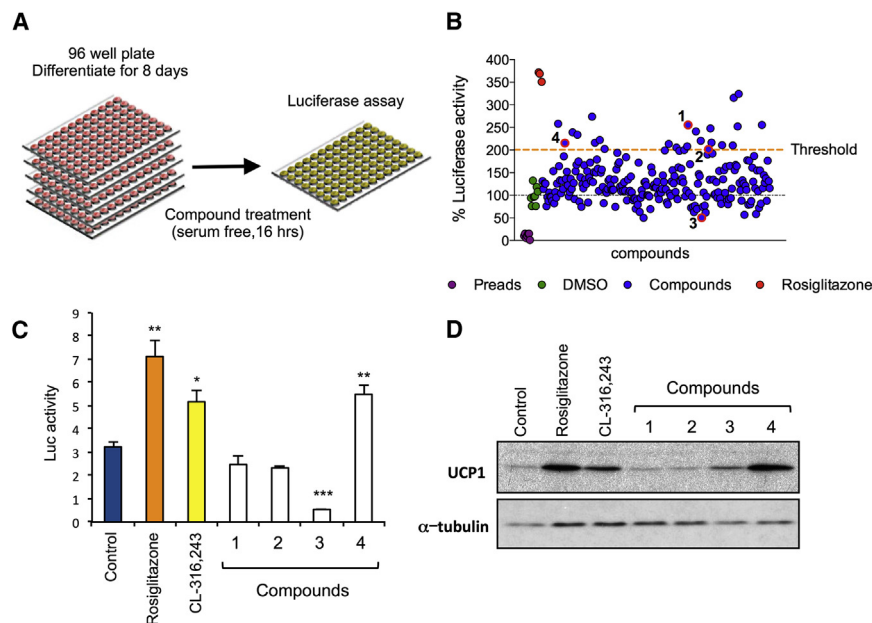 A
96 well plate
Differentiate for 8 days
Luciferase assay
Compound treatment
(serum free,16 hrs)
B
% Luciferase activity
400
350
300
250
200
150
100
50
0
1
4
2
3
Threshold
compounds
Preads DMSO Compounds Rosiglitazone
C
Luc activity
9
8
7
6
5
4
3
2
1
0
**
*
***
**
Control
Rosiglitazone
CL-316,243
1 2 3 4
Compounds
D
Control
Rosiglitazone
CL-316,243
Compounds
1 2 3 4
UCP1
α-tubulin